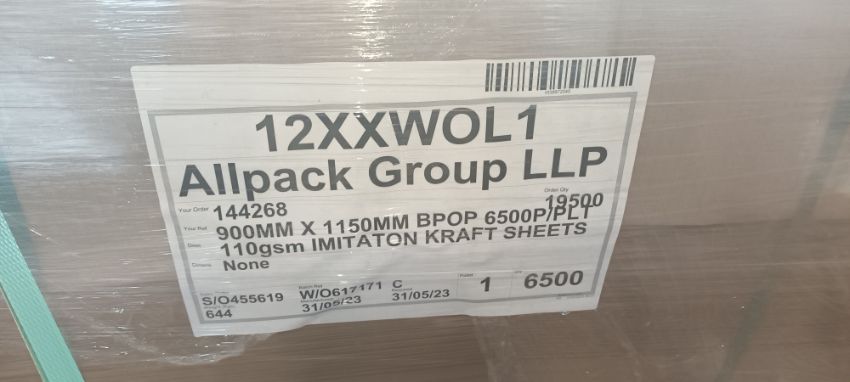 12XXWOL1
Allpack Group LLP
Your Order 144268 Order Qty 19500
Your Ref 900MM X 1150MM BPOP 6500P/PLT
110gsm IMITATON KRAFT SHEETS
None
S/O455619 W/O617171 C Pallet 1 6500
644 31/05/23 31/05/23